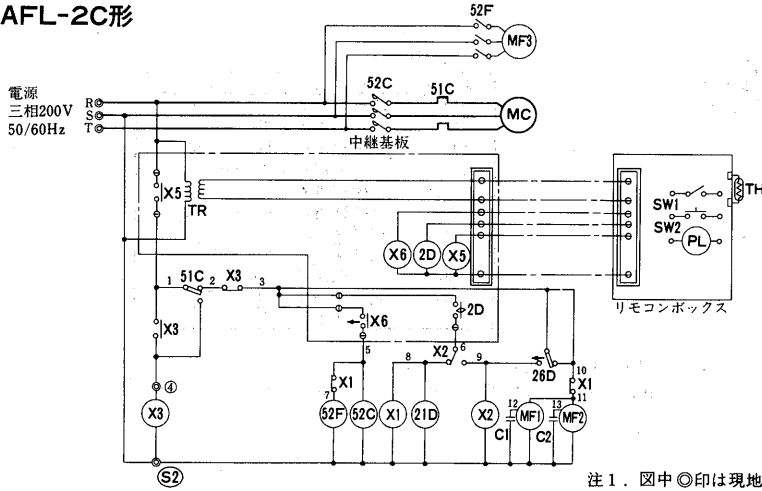 AFL-2C形
52F
MF3
電源
三相200V
50/60Hz
R
S
T
52C
51C
MC
中継基板
X5
TR
X6
2D
X5
SW1
SW2
PL
TH
リモコンボックス
1
51C
2
X3
3
X6
2D
X3
5
X2
6
8
9
26D
10
X1
11
④
7
X1
X3
52F
52C
X1
21D
X2
12
C1
MF1
13
C2
MF2
S2
注1．図中◎印は現地